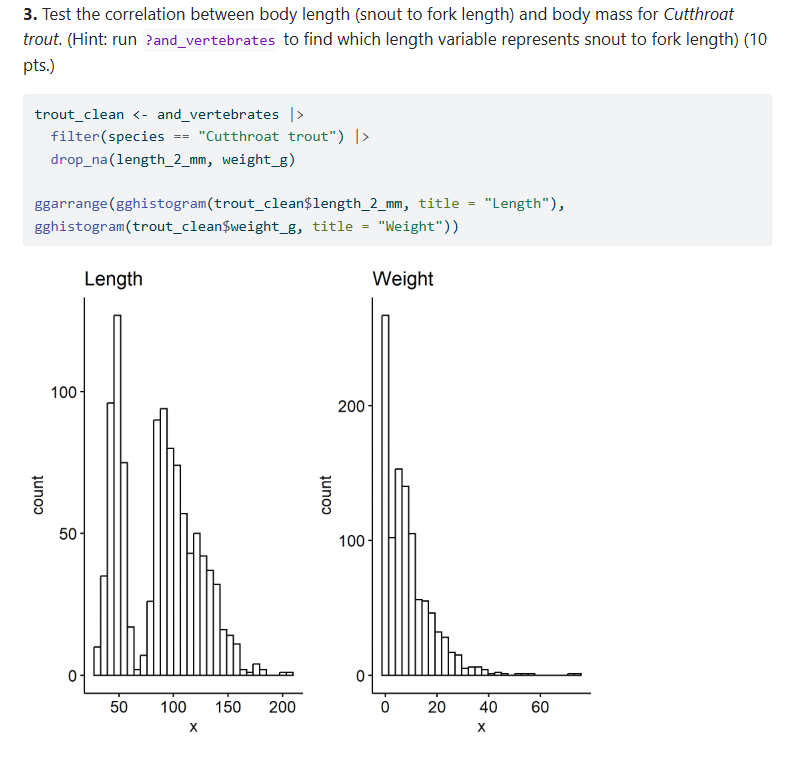 3. Test the correlation between body length (snout to fork length) and body mass for Cutthroat
trout. (Hint: run ?and_vertebrates to find which length variable represents snout to fork length) (10
pts.)
trout_clean <- and_vertebrates |>
  filter(species == "Cutthroat trout") |>
  drop_na(length_2_mm, weight_g)
ggarrange(gghistogram(trout_clean$length_2_mm, title = "Length"),
gghistogram(trout_clean$weight_g, title = "Weight"))
Length
Weight
100
50
0
count
50 100 150 200
x
200
100
0
count
0 20 40 60
x